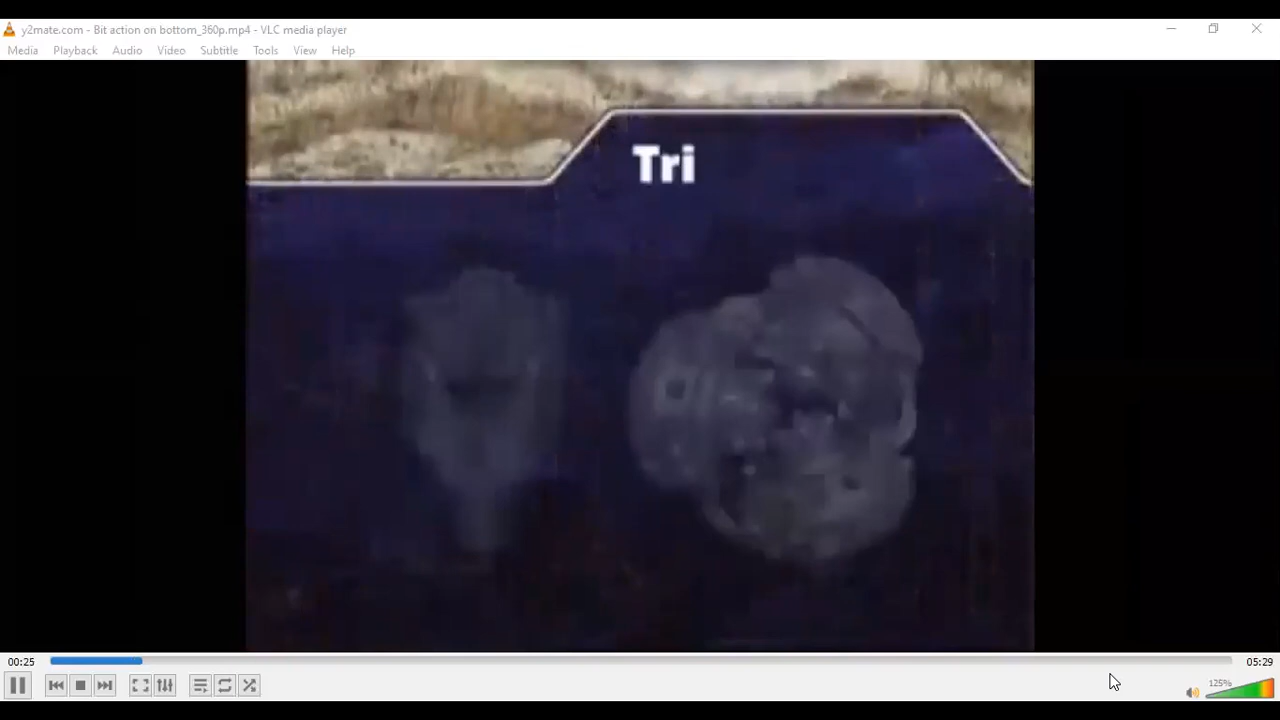 y2mate.com - Bit action on bottom_360p.mp4 - VLC media player
Media Playback Audio Video Subtitle Tools View Help
Tri
00:25 05:29
125%